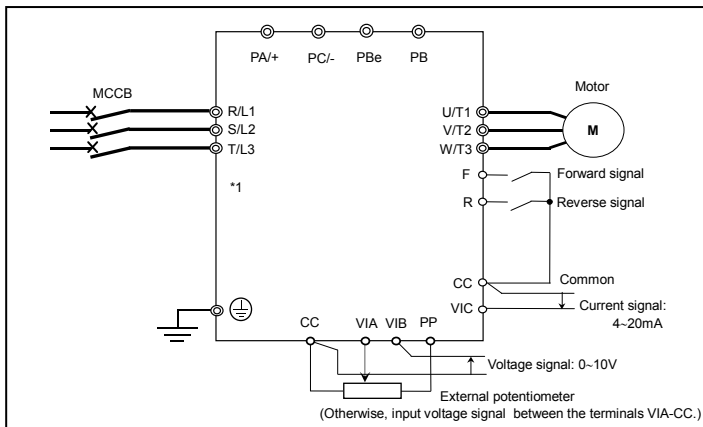 PA/+ PC/- PBe PB
MCCB
Motor
R/L1
S/L2
T/L3
U/T1
V/T2
W/T3
M
*1
F
Forward signal
R
Reverse signal
CC
Common
VIC
Current signal:
4~20mA
CC VIA VIB PP
Voltage signal: 0~10V
External potentiometer
(Otherwise, input voltage signal between the terminals VIA-CC.)